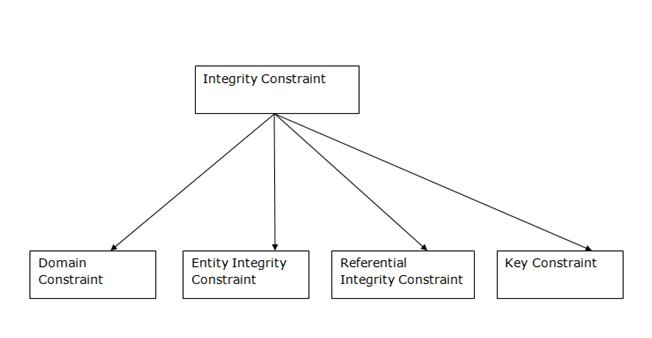 Integrity Constraint
Domain
Constraint
Entity Integrity
Constraint
Referential
Integrity Constraint
Key Constraint